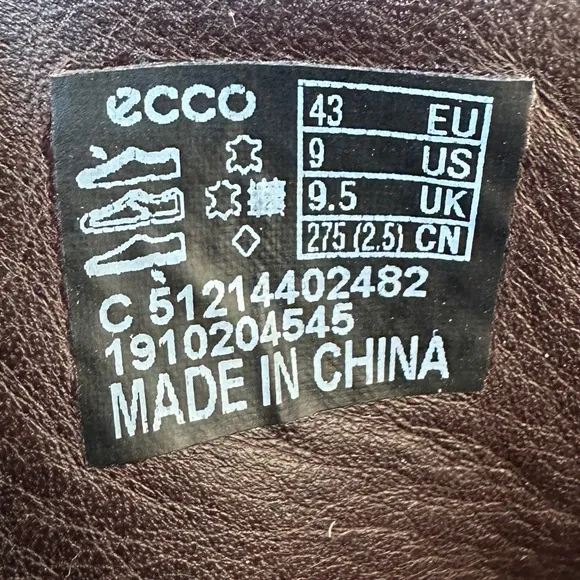 ecco
43 EU
9 US
9.5 UK
275 (2.5) CN
C 51214402482
1910204545
MADE IN CHINA